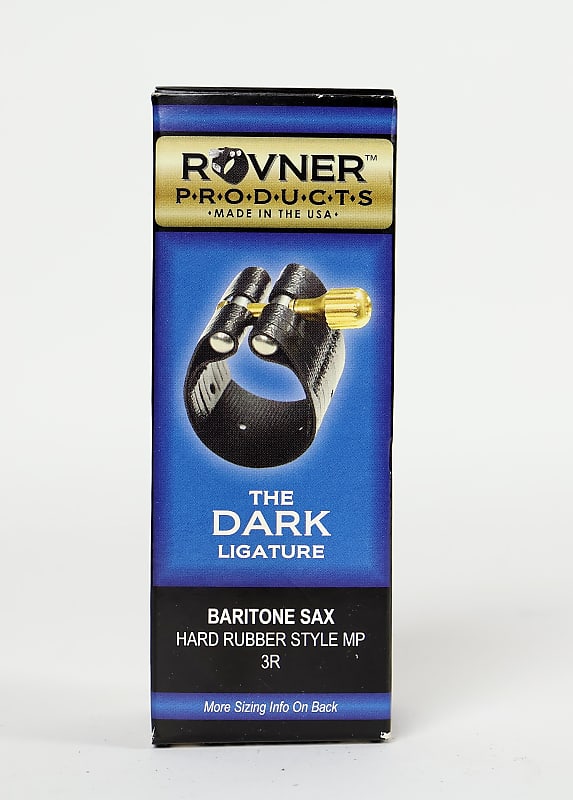 ROVNER™
P•R•O•D•U•C•T•S
•MADE IN THE USA•
THE
DARK
LIGATURE
BARITONE SAX
HARD RUBBER STYLE MP
3R
More Sizing Info On Back